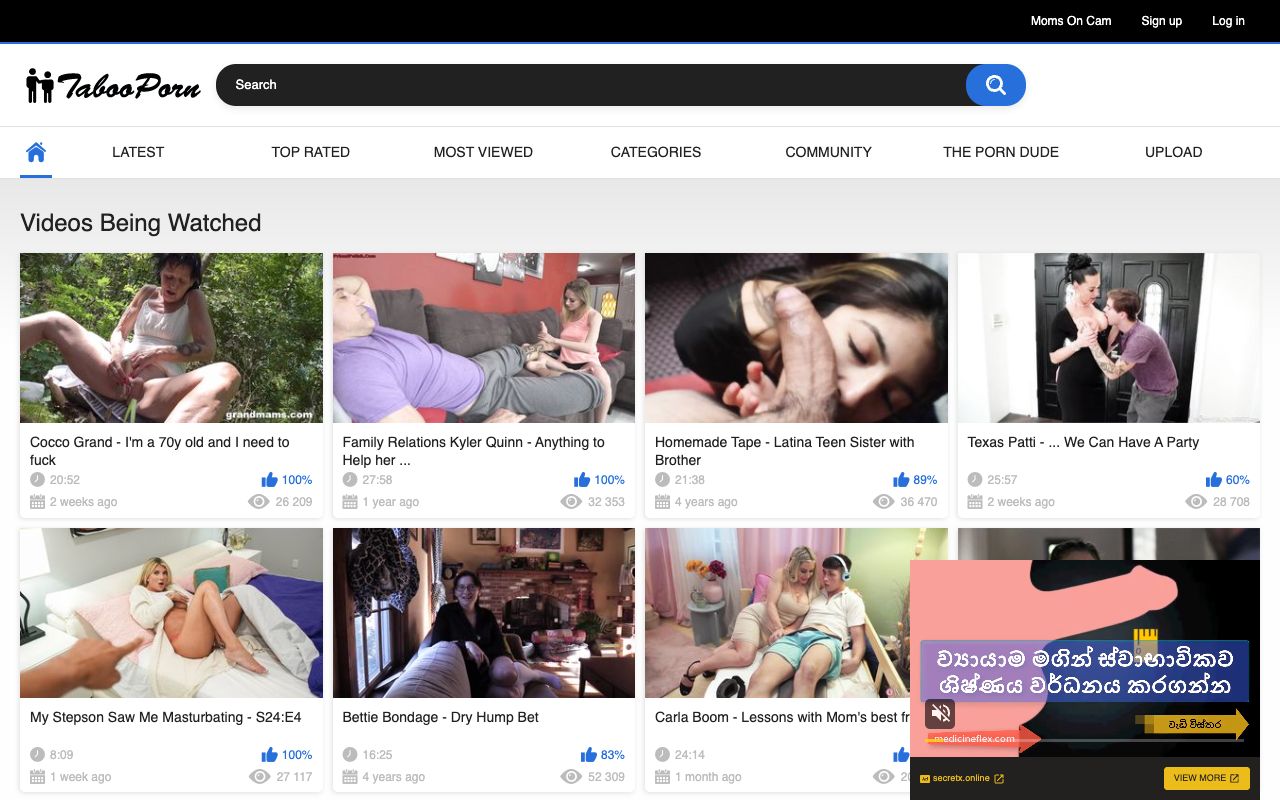 Moms On Cam Sign up Log in
TabooPorn
Search
LATEST TOP RATED MOST VIEWED CATEGORIES COMMUNITY THE PORN DUDE UPLOAD
Videos Being Watched
grandmams.com
Cocco Grand - I'm a 70y old and I need to
fuck
20:52 100%
2 weeks ago 26 209
Family Relations Kyler Quinn - Anything to
Help her ...
27:58 100%
1 year ago 32 353
Homemade Tape - Latina Teen Sister with
Brother
21:38 89%
4 years ago 36 470
Texas Patti - ... We Can Have A Party
25:57 60%
2 weeks ago 28 708
My Stepson Saw Me Masturbating - S24:E4
8:09 100%
1 week ago 27 117
Bettie Bondage - Dry Hump Bet
16:25 83%
4 years ago 52 309
Carla Boom - Lessons with Mom's best fr
24:14
1 month ago 20
ව්‍යායාම මගින් ස්වාභාවිකව
ශිෂ්ණය වර්ධනය කරගන්න
වැඩි විස්තර
medicineflex.com
Ad secretx.online
VIEW MORE